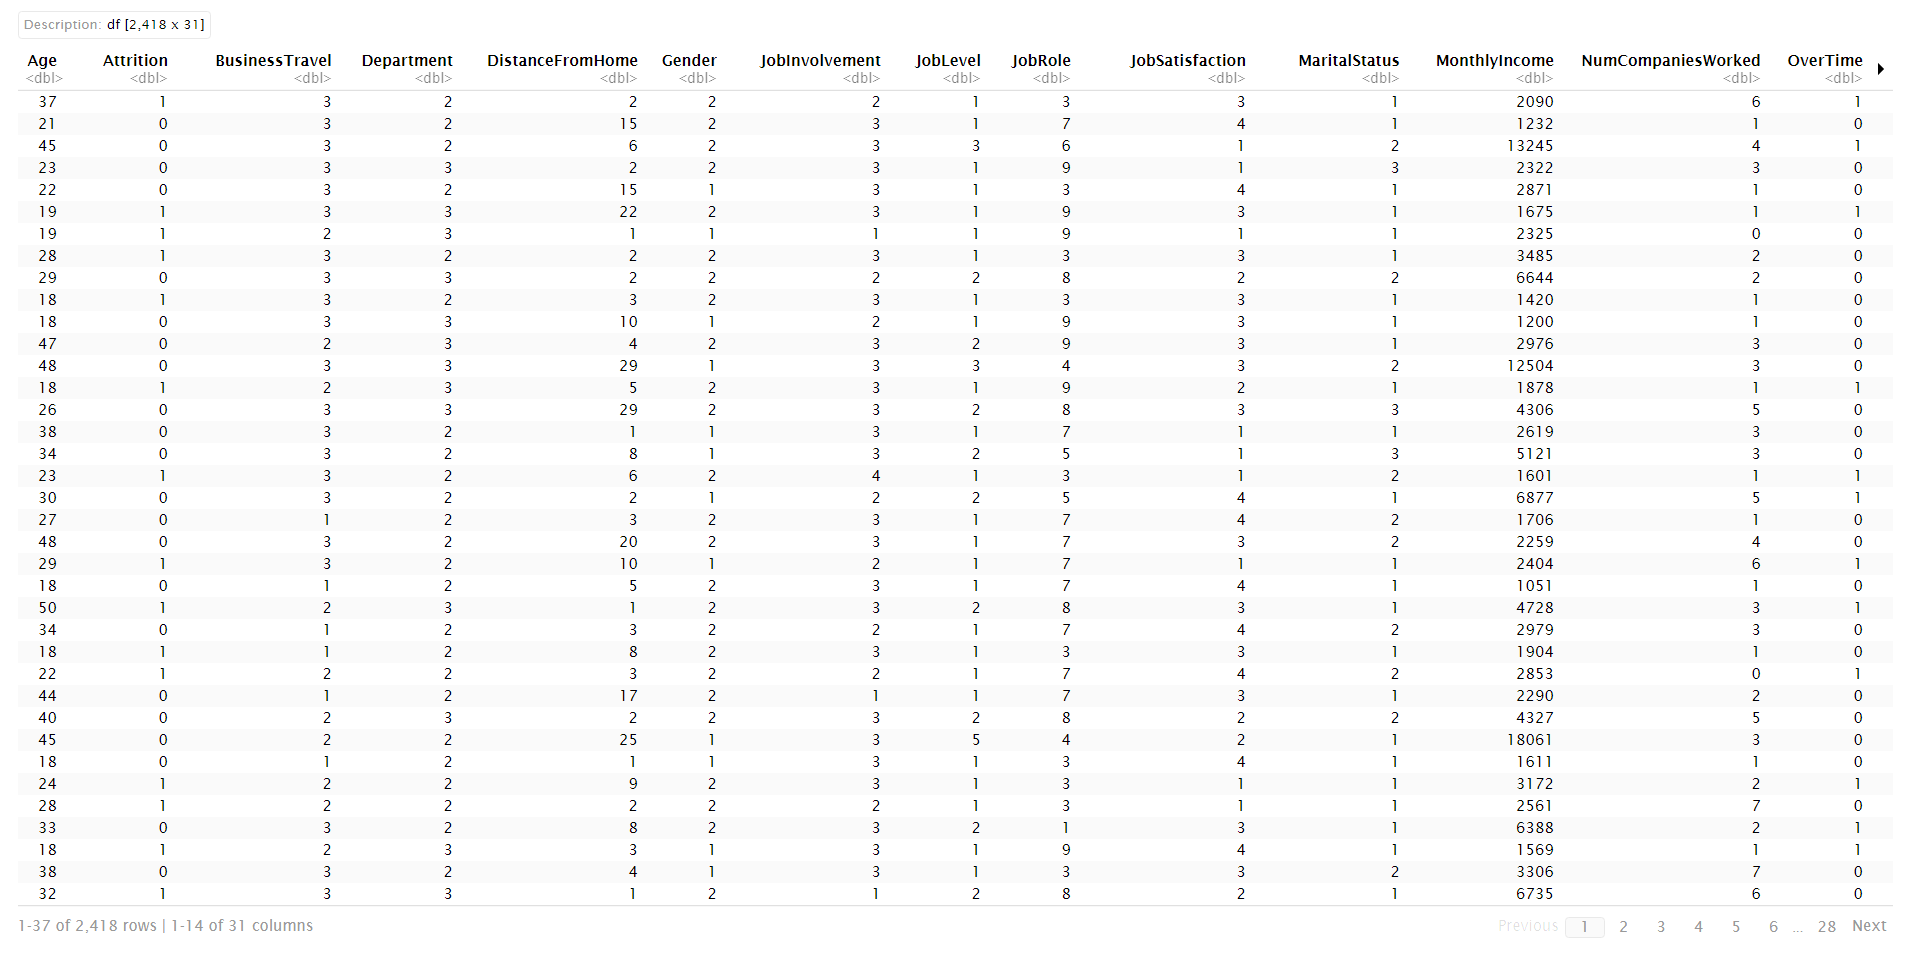 Description: df [2,418 x 31]
Age Attrition BusinessTravel Department DistanceFromHome Gender JobInvolvement JobLevel JobRole JobSatisfaction MaritalStatus MonthlyIncome NumCompaniesWorked OverTime
<dbl> <dbl> <dbl> <dbl> <dbl> <dbl> <dbl> <dbl> <dbl> <dbl> <dbl> <dbl> <dbl> <dbl>
37 1 3 2 2 2 2 1 3 3 1 2090 6 1
21 0 3 2 15 2 3 1 7 4 1 1232 1 0
45 0 3 2 6 2 3 3 6 1 2 13245 4 1
23 0 3 3 2 2 3 1 9 1 3 2322 3 0
22 0 3 2 15 1 3 1 3 4 1 2871 1 0
19 1 3 3 22 2 3 1 9 3 1 1675 1 1
19 1 2 3 1 1 1 1 9 1 1 2325 0 0
28 1 3 2 2 2 3 1 3 3 1 3485 2 0
29 0 3 3 2 2 2 2 8 2 2 6644 2 0
18 1 3 2 3 2 3 1 3 3 1 1420 1 0
18 0 3 3 10 1 2 1 9 3 1 1200 1 0
47 0 2 3 4 2 3 2 9 3 1 2976 3 0
48 0 3 3 29 1 3 3 4 3 2 12504 3 0
18 1 2 3 5 2 3 1 9 2 1 1878 1 1
26 0 3 3 29 2 3 2 8 3 3 4306 5 0
38 0 3 2 1 1 3 1 7 1 1 2619 3 0
34 0 3 2 8 1 3 2 5 1 3 5121 3 0
23 1 3 2 6 2 4 1 3 1 2 1601 1 1
30 0 3 2 2 1 2 2 5 4 1 6877 5 1
27 0 1 2 3 2 3 1 7 4 2 1706 1 0
48 0 3 2 20 2 3 1 7 3 2 2259 4 0
29 1 3 2 10 1 2 1 7 1 1 2404 6 1
18 0 1 2 5 2 3 1 7 4 1 1051 1 0
50 1 2 3 1 2 3 2 8 3 1 4728 3 1
34 0 1 2 3 2 2 1 7 4 2 2979 3 0
18 1 1 2 8 2 3 1 3 3 1 1904 1 0
22 1 2 2 3 2 2 1 7 4 2 2853 0 1
44 0 1 2 17 2 1 1 7 3 1 2290 2 0
40 0 2 3 2 2 3 2 8 2 2 4327 5 0
45 0 2 2 25 1 3 5 4 2 1 18061 3 0
18 0 1 2 1 1 3 1 3 4 1 1611 1 0
24 1 2 2 9 2 3 1 3 1 1 3172 2 1
28 1 2 2 2 2 2 1 3 1 1 2561 7 0
33 0 3 2 8 2 3 2 1 3 1 6388 2 1
18 1 2 3 3 1 3 1 9 4 1 1569 1 1
38 0 3 2 4 1 3 1 3 3 2 3306 7 0
32 1 3 3 1 2 1 2 8 2 1 6735 6 0
1-37 of 2,418 rows | 1-14 of 31 columns Previous 1 2 3 4 5 6 ... 28 Next